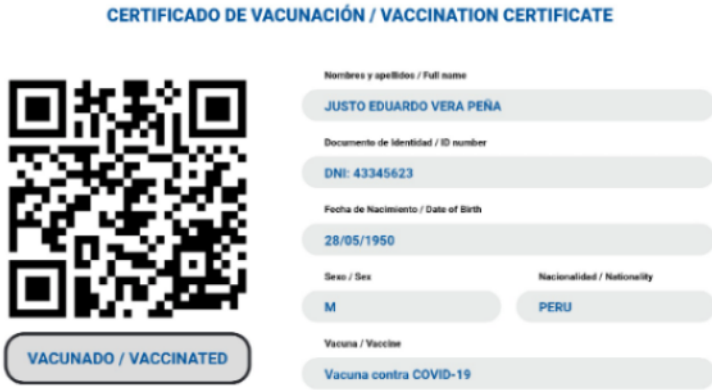 CERTIFICADO DE VACUNACIÓN / VACCINATION CERTIFICATE
Nombres y apellidos / Full name
JUSTO EDUARDO VERA PEÑA
Documento de Identidad / ID number
DNI: 43345623
Fecha de Nacimiento / Date of Birth
28/05/1950
Sexo / Sex
Nacionalidad / Nationality
M
PERU
Vacuna / Vaccine
Vacuna contra COVID-19
VACUNADO / VACCINATED